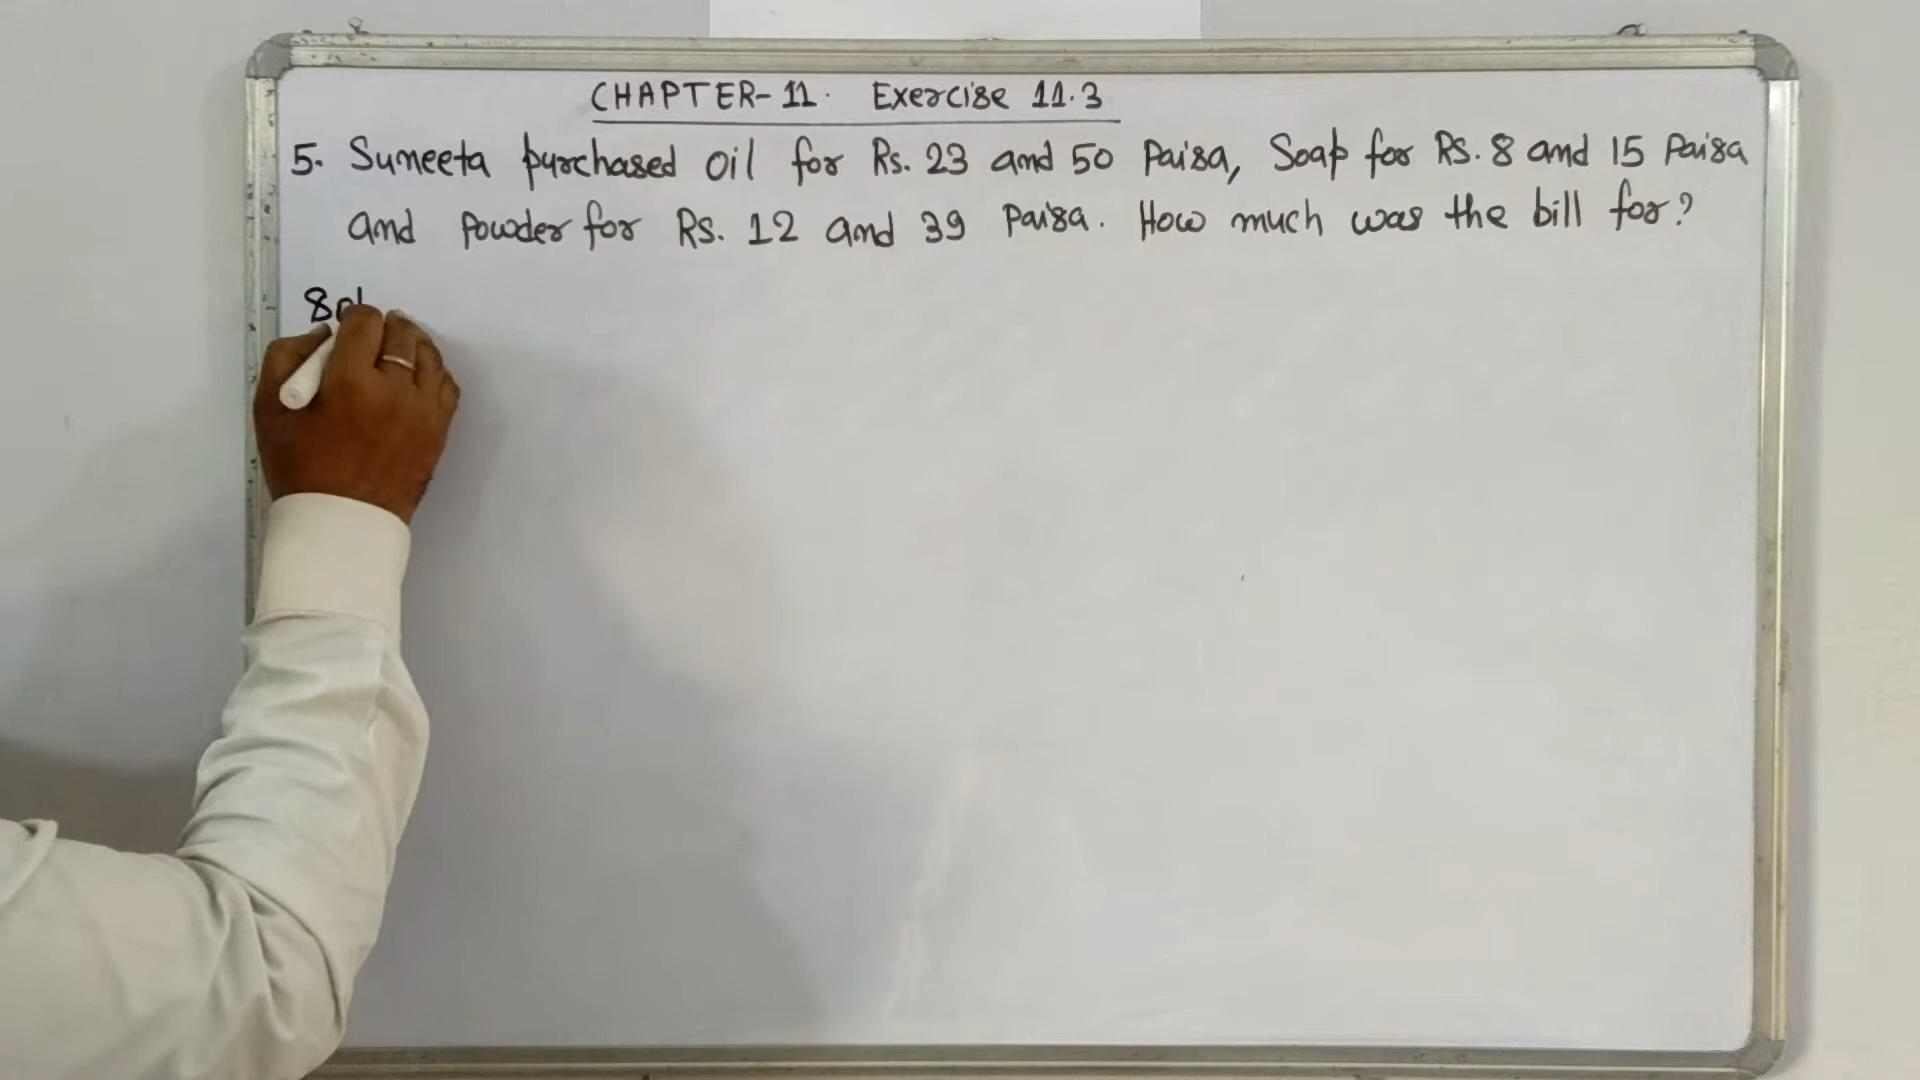 CHAPTER-11. Exercise 11.3
5. Suneeta purchased oil for Rs. 23 and 50 Paisa, Soap for Rs. 8 and 15 Paisa
and Powder for Rs. 12 and 39 Paisa. How much was the bill for?